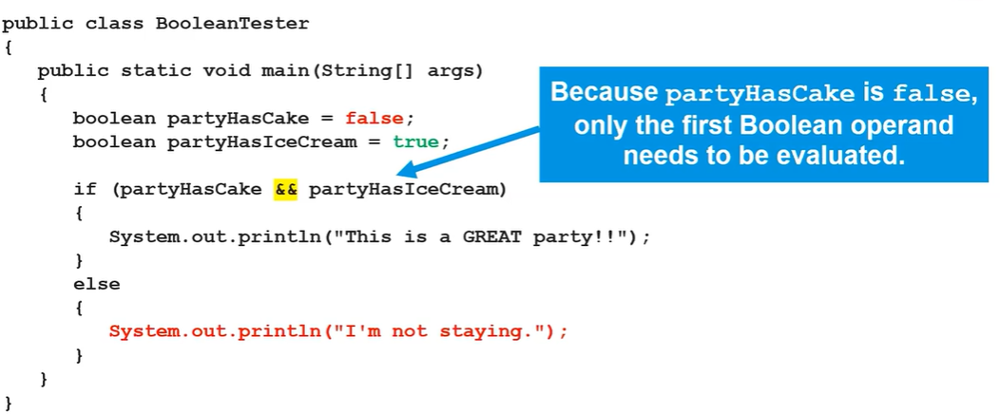 public class BooleanTester
{
public static void main(String[] args)
{
boolean partyHasCake = false;
boolean partyHasIceCream = true;
if (partyHasCake && partyHasIceCream)
{
System.out.println("This is a GREAT party!!");
}
else
{
System.out.println("I'm not staying.");
}
}
}
Because partyHasCake is false,
only the first Boolean operand
needs to be evaluated.